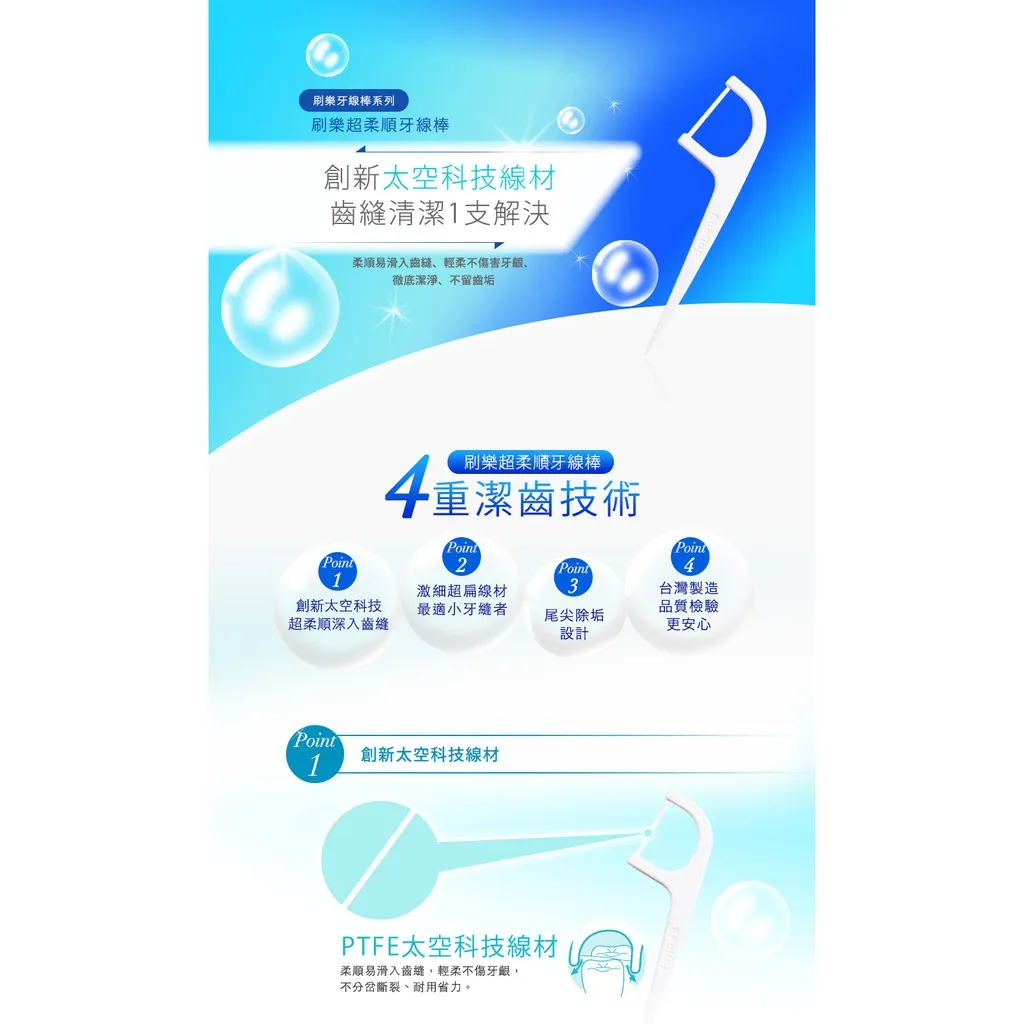 刷樂牙線棒系列
刷樂超柔順牙線棒
創新太空科技線材
齒縫清潔1支解決
柔順易滑入齒縫、輕柔不傷害牙齦、
徹底潔淨、不留齒垢
刷樂超柔順牙線棒
4重潔齒技術
Point
1
創新太空科技
超柔順深入齒縫
Point
2
激細超扁線材
最適小牙縫者
Point
3
尾尖除垢
設計
Point
4
台灣製造
品質檢驗
更安心
Point
1
創新太空科技線材
PTFE太空科技線材
柔順易滑入齒縫，輕柔不傷牙齦，
不分岔斷裂、耐用省力。